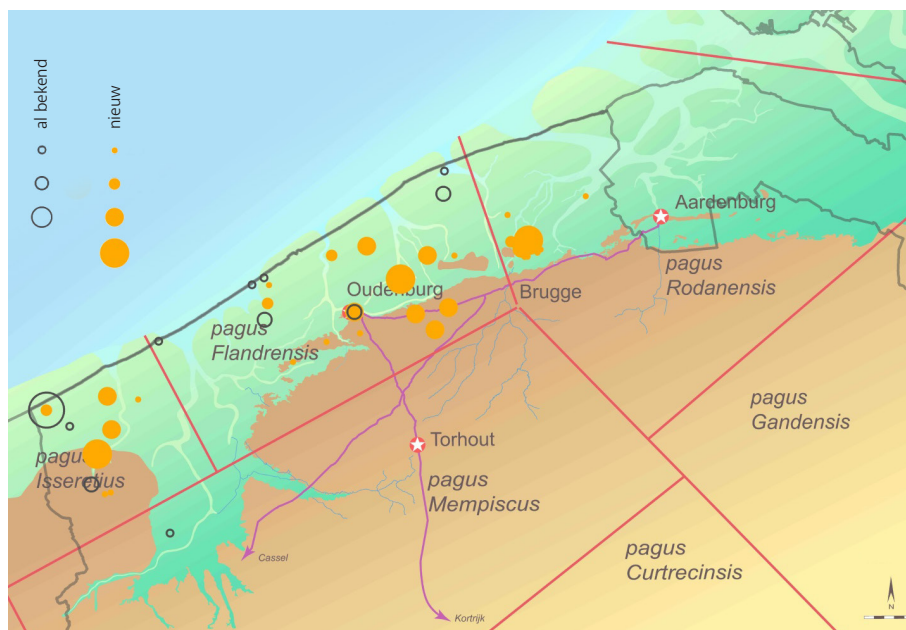 al bekend
nieuw
Aardenburg
pagus
Rodanensis
Oudenburg
Brugge
pagus
Flandrensis
pagus
Gandensis
Torhout
pagus
Isseretius
pagus
Mempiscus
pagus
Curtrecinsis
Cassel
Kortrijk
N